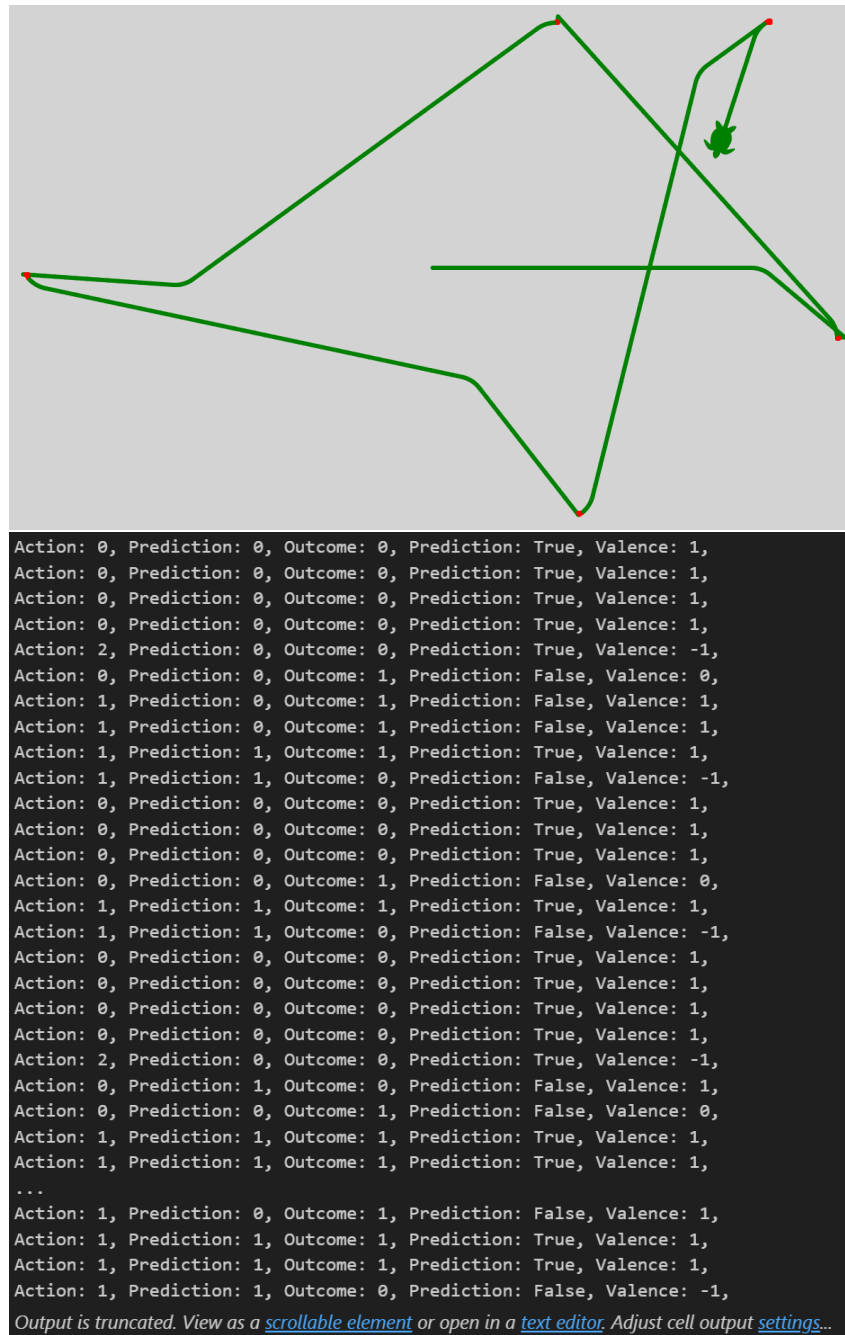 Action: 0, Prediction: 0, Outcome: 0, Prediction: True, Valence: 1,
Action: 0, Prediction: 0, Outcome: 0, Prediction: True, Valence: 1,
Action: 0, Prediction: 0, Outcome: 0, Prediction: True, Valence: 1,
Action: 0, Prediction: 0, Outcome: 0, Prediction: True, Valence: 1,
Action: 2, Prediction: 0, Outcome: 0, Prediction: True, Valence: -1,
Action: 0, Prediction: 0, Outcome: 1, Prediction: False, Valence: 0,
Action: 1, Prediction: 0, Outcome: 1, Prediction: False, Valence: 1,
Action: 1, Prediction: 0, Outcome: 1, Prediction: False, Valence: 1,
Action: 1, Prediction: 1, Outcome: 1, Prediction: True, Valence: 1,
Action: 1, Prediction: 1, Outcome: 0, Prediction: False, Valence: -1,
Action: 0, Prediction: 0, Outcome: 0, Prediction: True, Valence: 1,
Action: 0, Prediction: 0, Outcome: 0, Prediction: True, Valence: 1,
Action: 0, Prediction: 0, Outcome: 0, Prediction: True, Valence: 1,
Action: 0, Prediction: 0, Outcome: 1, Prediction: False, Valence: 0,
Action: 1, Prediction: 1, Outcome: 1, Prediction: True, Valence: 1,
Action: 1, Prediction: 1, Outcome: 0, Prediction: False, Valence: -1,
Action: 0, Prediction: 0, Outcome: 0, Prediction: True, Valence: 1,
Action: 0, Prediction: 0, Outcome: 0, Prediction: True, Valence: 1,
Action: 0, Prediction: 0, Outcome: 0, Prediction: True, Valence: 1,
Action: 0, Prediction: 0, Outcome: 0, Prediction: True, Valence: 1,
Action: 2, Prediction: 0, Outcome: 0, Prediction: True, Valence: -1,
Action: 0, Prediction: 1, Outcome: 0, Prediction: False, Valence: 1,
Action: 0, Prediction: 0, Outcome: 1, Prediction: False, Valence: 0,
Action: 1, Prediction: 1, Outcome: 1, Prediction: True, Valence: 1,
Action: 1, Prediction: 1, Outcome: 1, Prediction: True, Valence: 1,
...
Action: 1, Prediction: 0, Outcome: 1, Prediction: False, Valence: 1,
Action: 1, Prediction: 1, Outcome: 1, Prediction: True, Valence: 1,
Action: 1, Prediction: 1, Outcome: 1, Prediction: True, Valence: 1,
Action: 1, Prediction: 1, Outcome: 0, Prediction: False, Valence: -1,
Output is truncated. View as a scrollable element or open in a text editor. Adjust cell output settings...